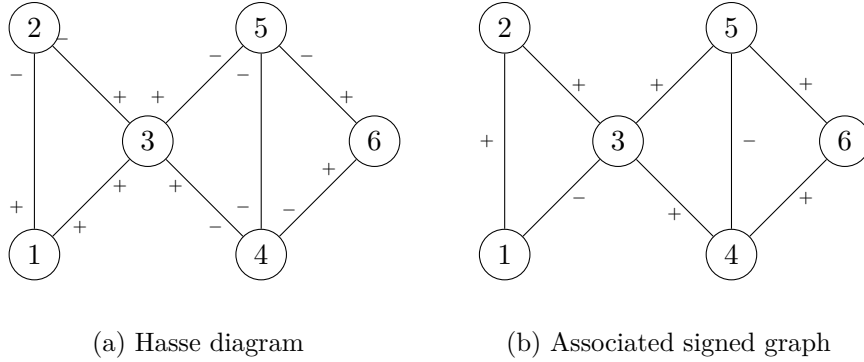 2 5 2 5
− − −
− − + + +
+ + + + +
3 6 + 3 − 6
+ + + −
+ − − + +
+ − −
1 4 1 4
(a) Hasse diagram (b) Associated signed graph